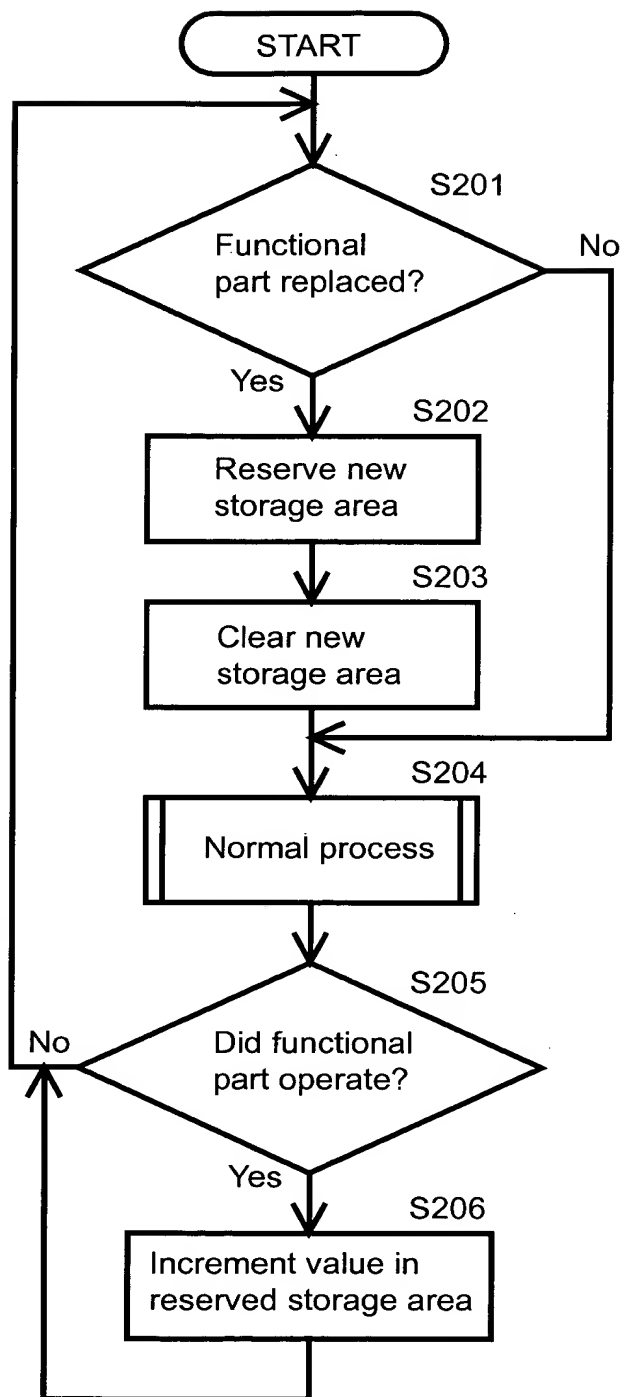 START
S201
Functional
part replaced?
No
Yes
S202
Reserve new
storage area
S203
Clear new
storage area
S204
Normal process
S205
No
Did functional
part operate?
Yes
S206
Increment value in
reserved storage area